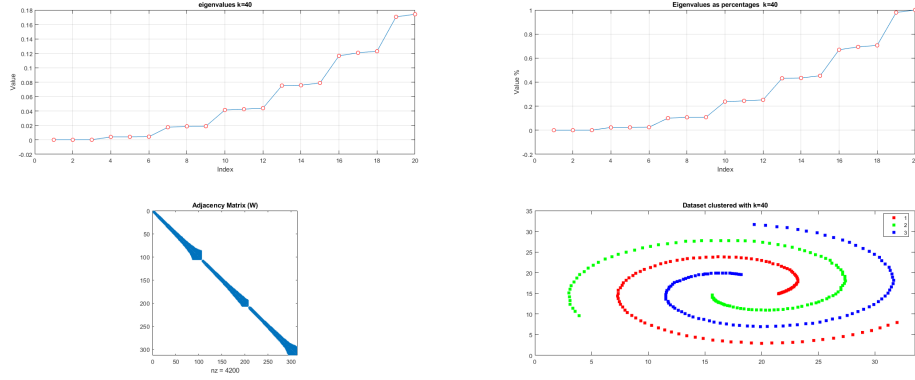 eigenvalues k=40
0.18
0.16
0.14
0.12
0.1
0.08
0.06
0.04
0.02
0
-0.02
Value
0 2 4 6 8 10 12 14 16 18 20
Index
Eigenvalues as percentages k=40
1
0.8
0.6
0.4
0.2
0
-0.2
Value %
0 2 4 6 8 10 12 14 16 18
Index
Adjacency Matrix (W)
0
50
100
150
200
250
300
0 50 100 150 200 250 300
nz = 4200
Dataset clustered with k=40
35
30
25
20
15
10
5
0
0 5 10 15 20 25 30
1
2
3